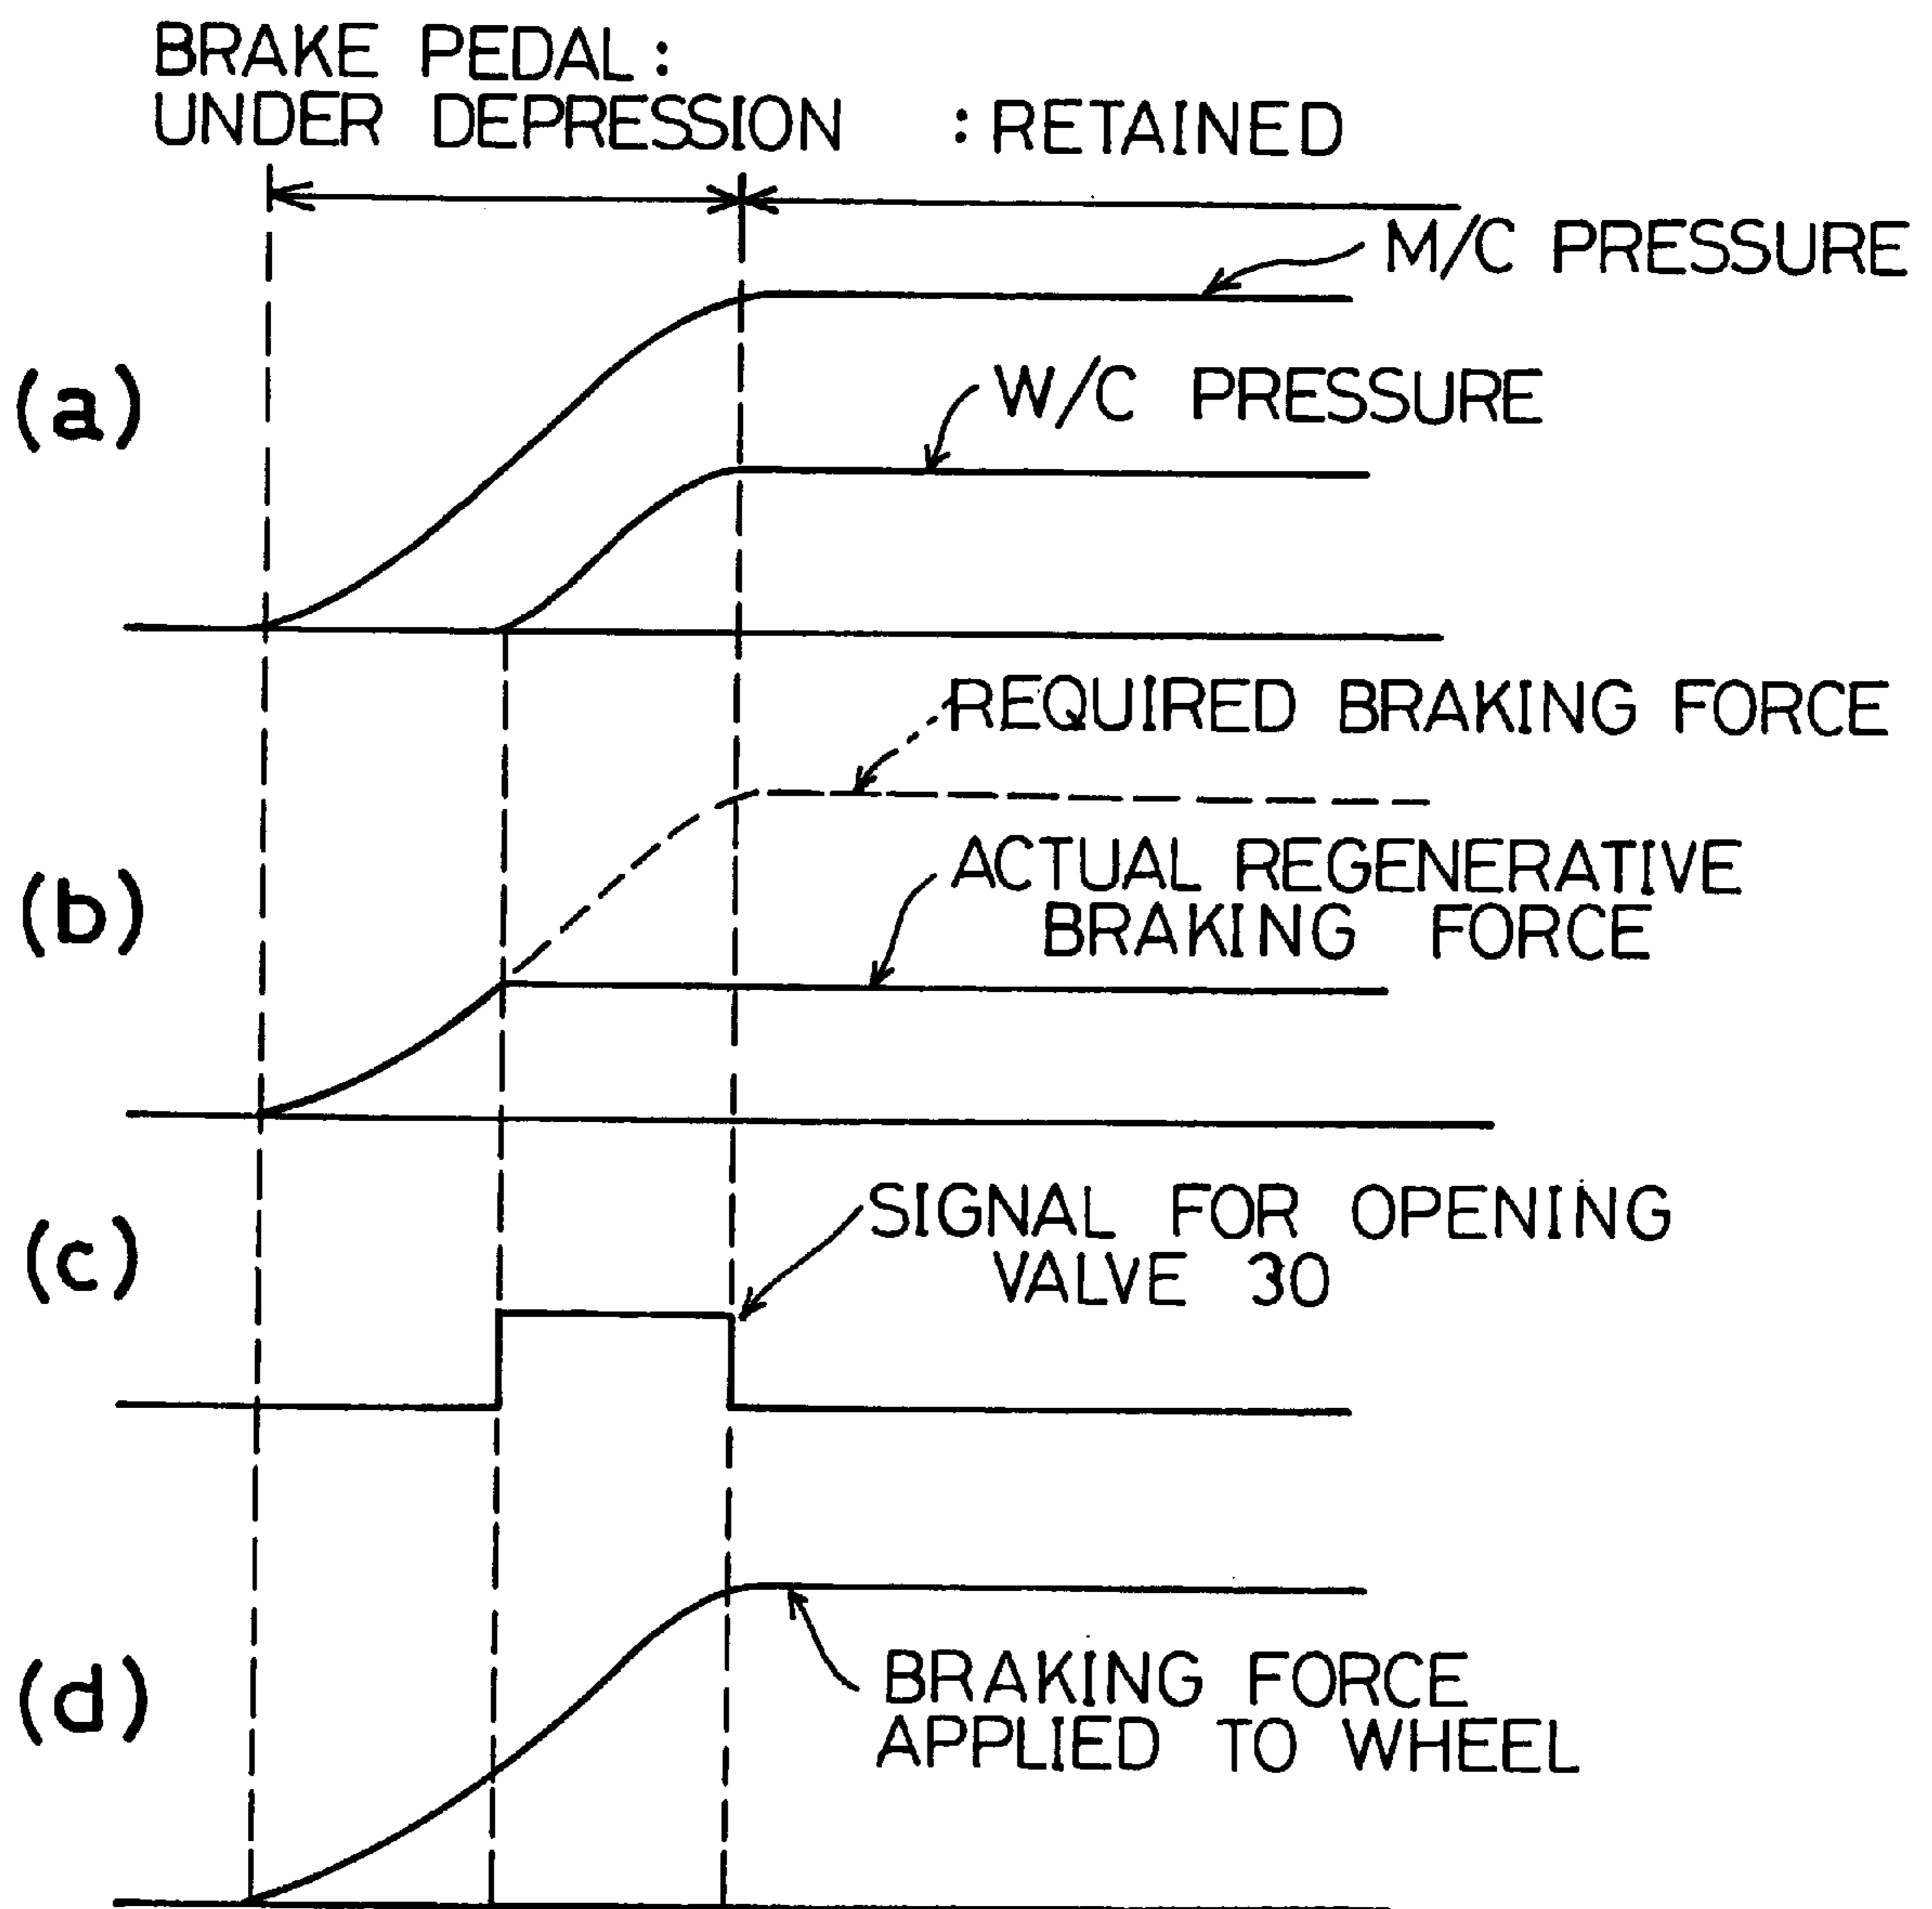 BRAKE PEDAL :
UNDER DEPRESSION : RETAINED
M/C PRESSURE
(a)
W/C PRESSURE
REQUIRED BRAKING FORCE
(b)
ACTUAL REGENERATIVE
BRAKING FORCE
(c)
SIGNAL FOR OPENING
VALVE 30
(d)
BRAKING FORCE
APPLIED TO WHEEL